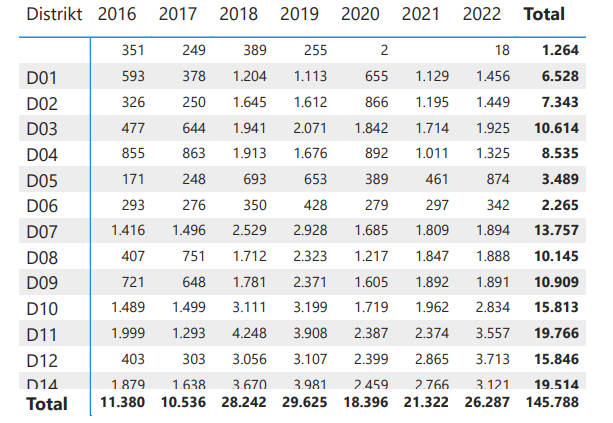 Distrikt 2016 2017 2018 2019 2020 2021 2022 Total
351 249 389 255 2 18 1.264
D01 593 378 1.204 1.113 655 1.129 1.456 6.528
D02 326 250 1.645 1.612 866 1.195 1.449 7.343
D03 477 644 1.941 2.071 1.842 1.714 1.925 10.614
D04 855 863 1.913 1.676 892 1.011 1.325 8.535
D05 171 248 693 653 389 461 874 3.489
D06 293 276 350 428 279 297 342 2.265
D07 1.416 1.496 2.529 2.928 1.685 1.809 1.894 13.757
D08 407 751 1.712 2.323 1.217 1.847 1.888 10.145
D09 721 648 1.781 2.371 1.605 1.892 1.891 10.909
D10 1.489 1.499 3.111 3.199 1.719 1.962 2.834 15.813
D11 1.999 1.293 4.248 3.908 2.387 2.374 3.557 19.766
D12 403 303 3.056 3.107 2.399 2.865 3.713 15.846
D14 1.879 1.638 3.670 3.981 2.459 2.766 3.121 19.514
Total 11.380 10.536 28.242 29.625 18.396 21.322 26.287 145.788